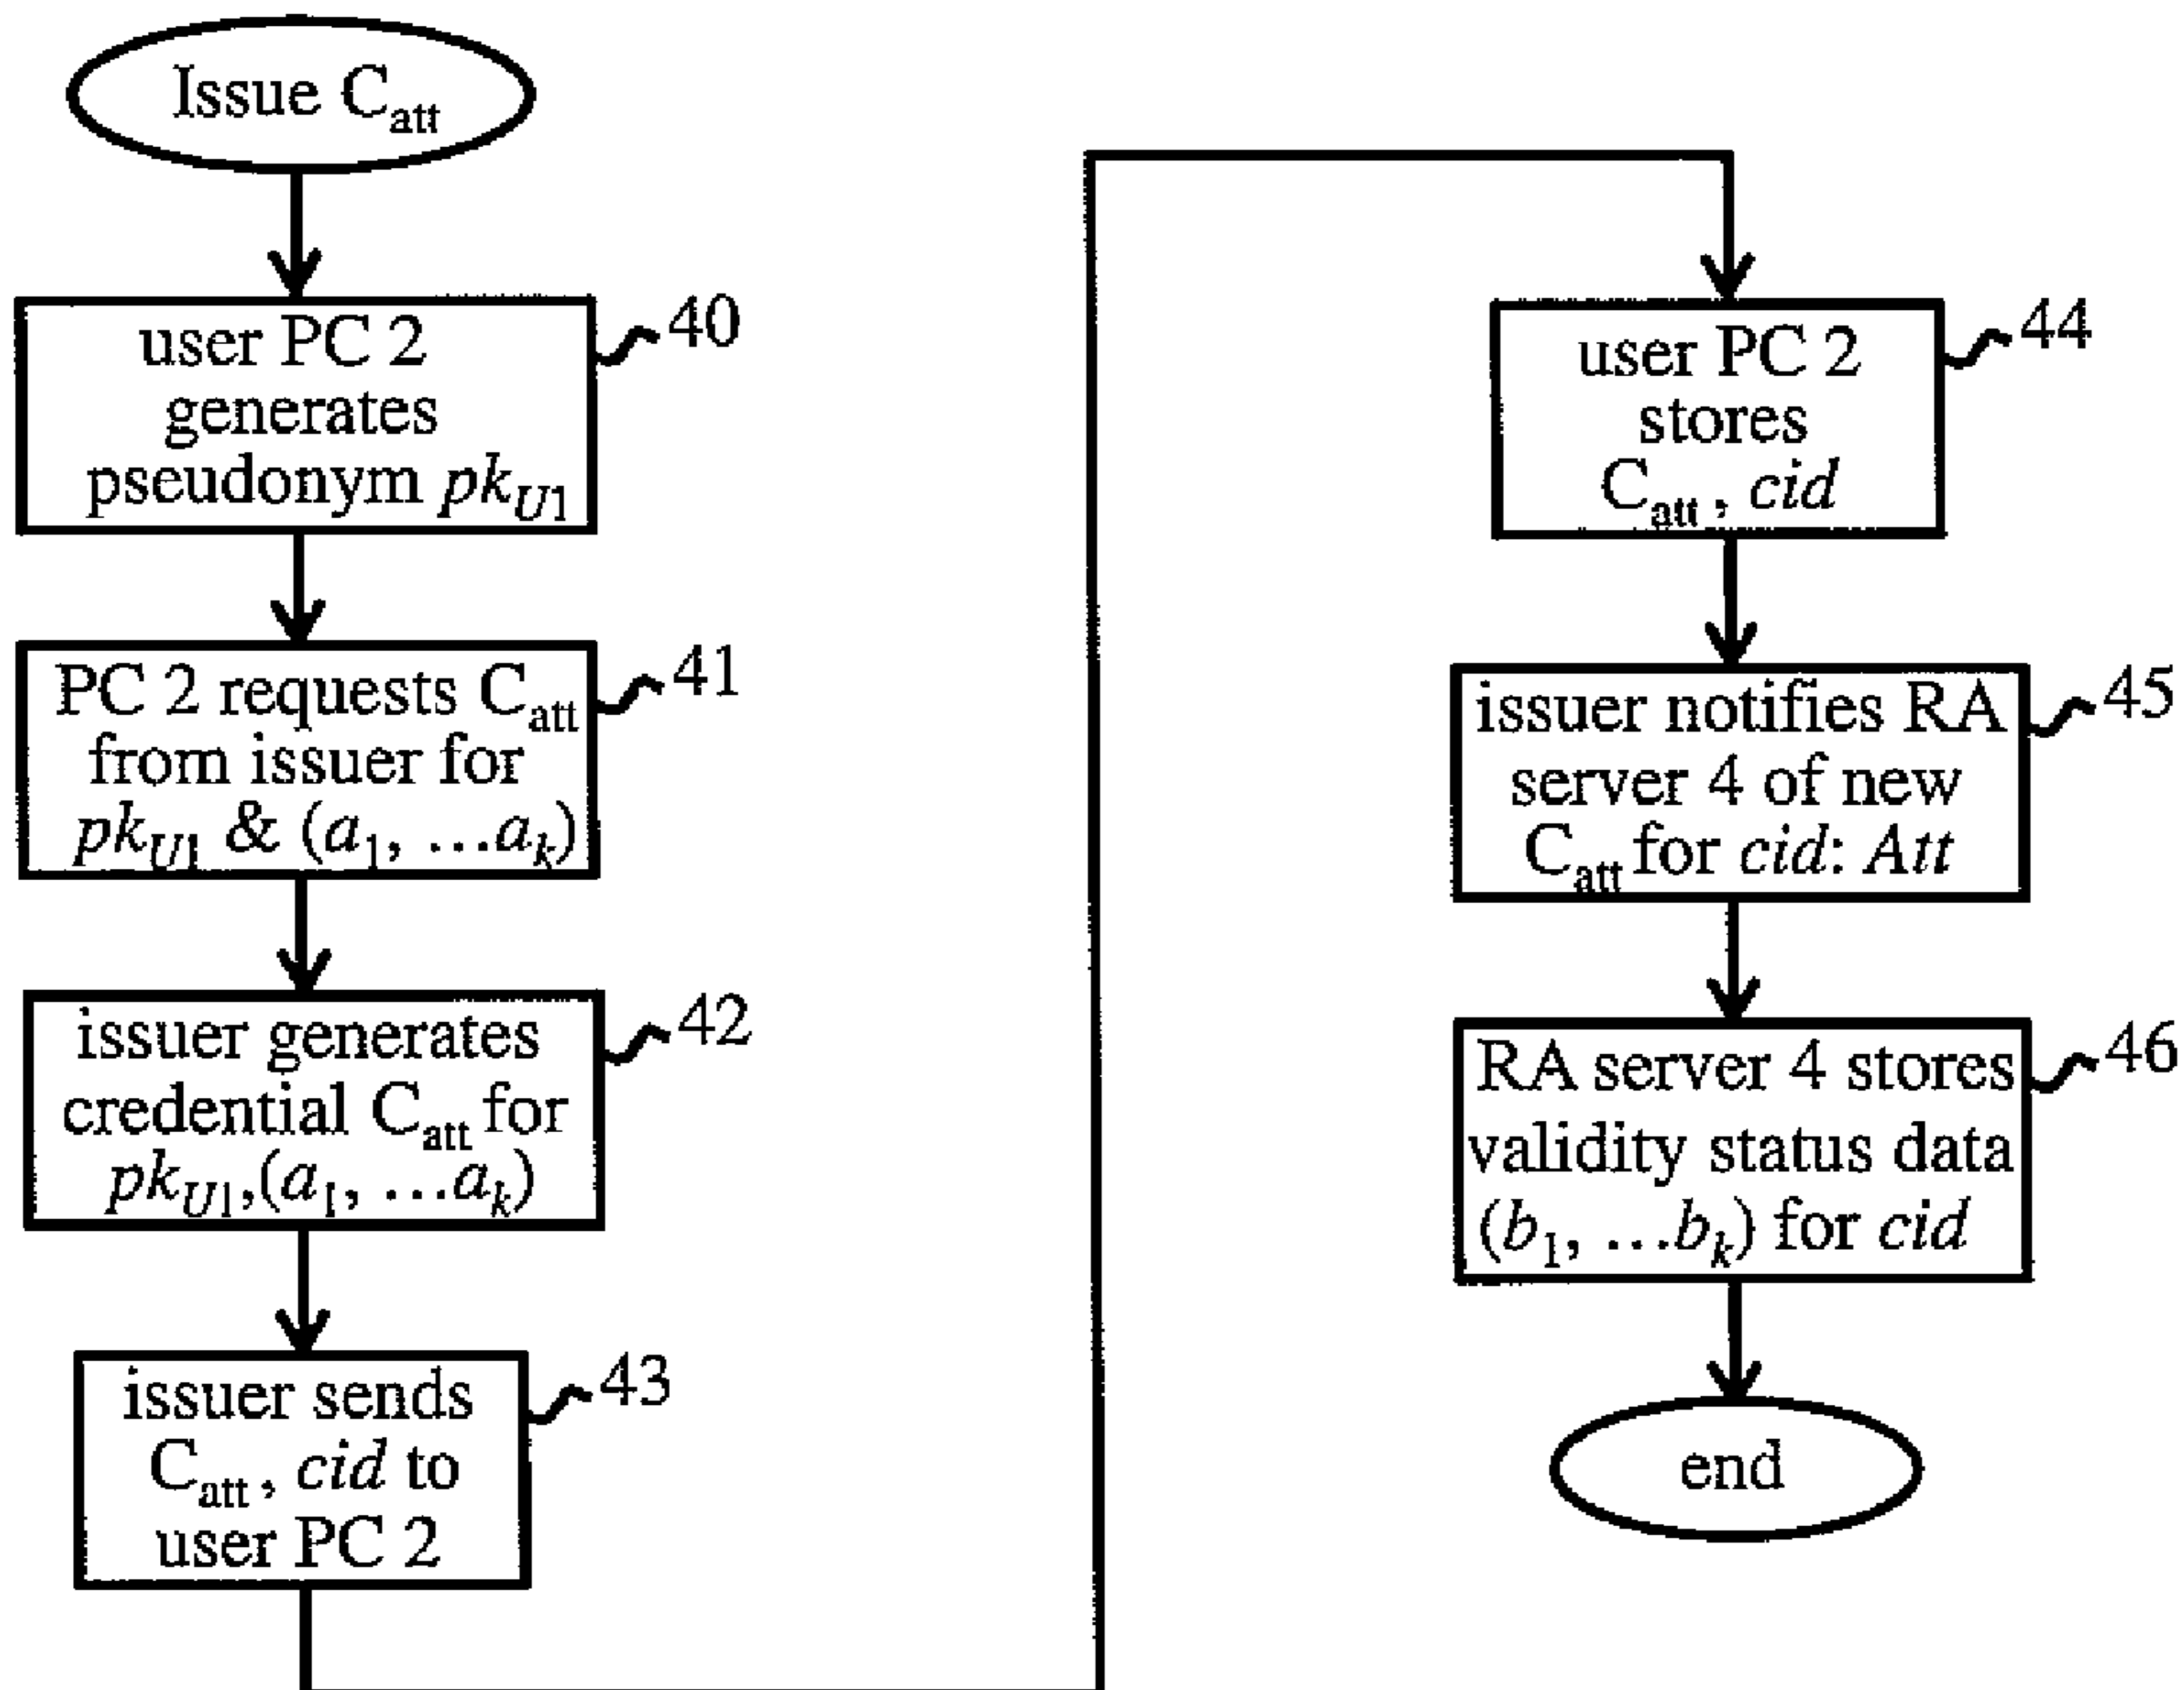 Issue C_att
user PC 2
generates
pseudonym pk_U1
40
PC 2 requests C_att
from issuer for
pk_U1 & (a_1, …a_k)
41
issuer generates
credential C_att for
pk_U1,(a_1, …a_k)
42
issuer sends
C_att, cid to
user PC 2
43
user PC 2
stores
C_att, cid
44
issuer notifies RA
server 4 of new
C_att for cid: Att
45
RA server 4 stores
validity status data
(b_1, …b_k) for cid
46
end